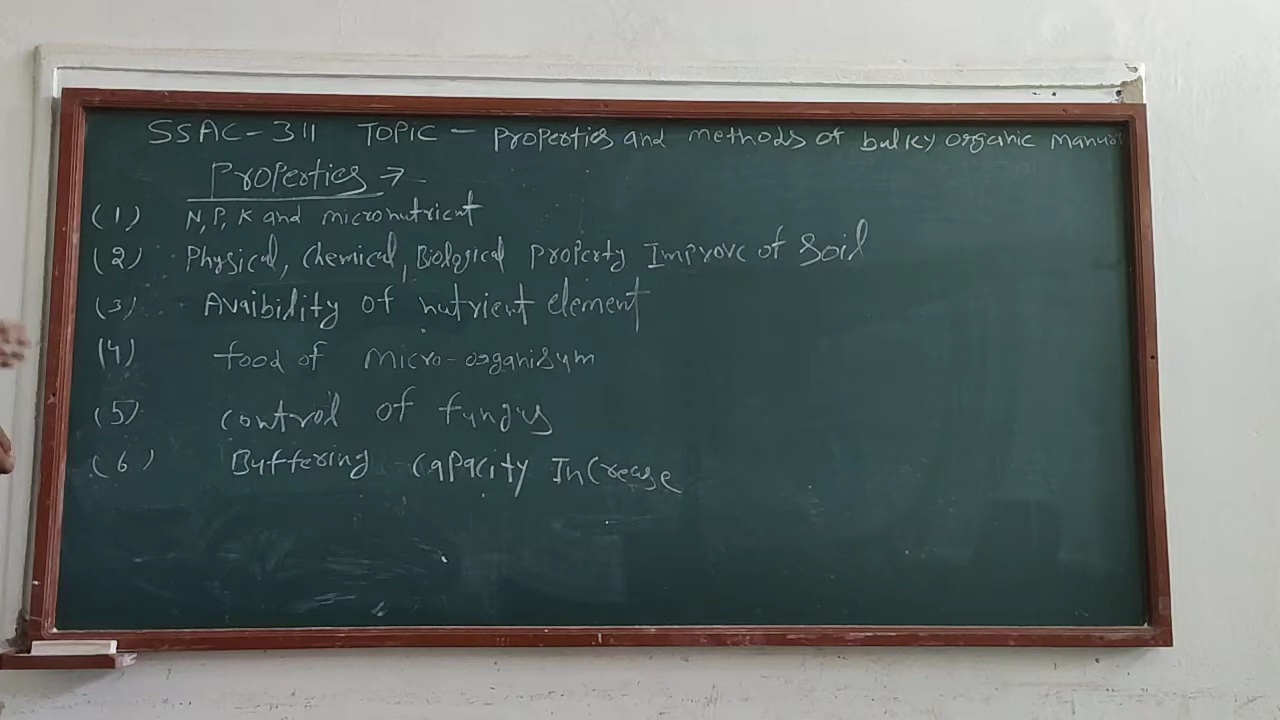 SSAC-311 TOPIC - Properties and methods of bulky organic manur
Properties →
(1) N, P, K and micronutrient
(2) Physical, chemical, Biological Property Improve of Soil
(3) Avaibility of nutrient element
(4) food of micro-organisym
(5) control of fungus
(6) Buffering capacity Increase